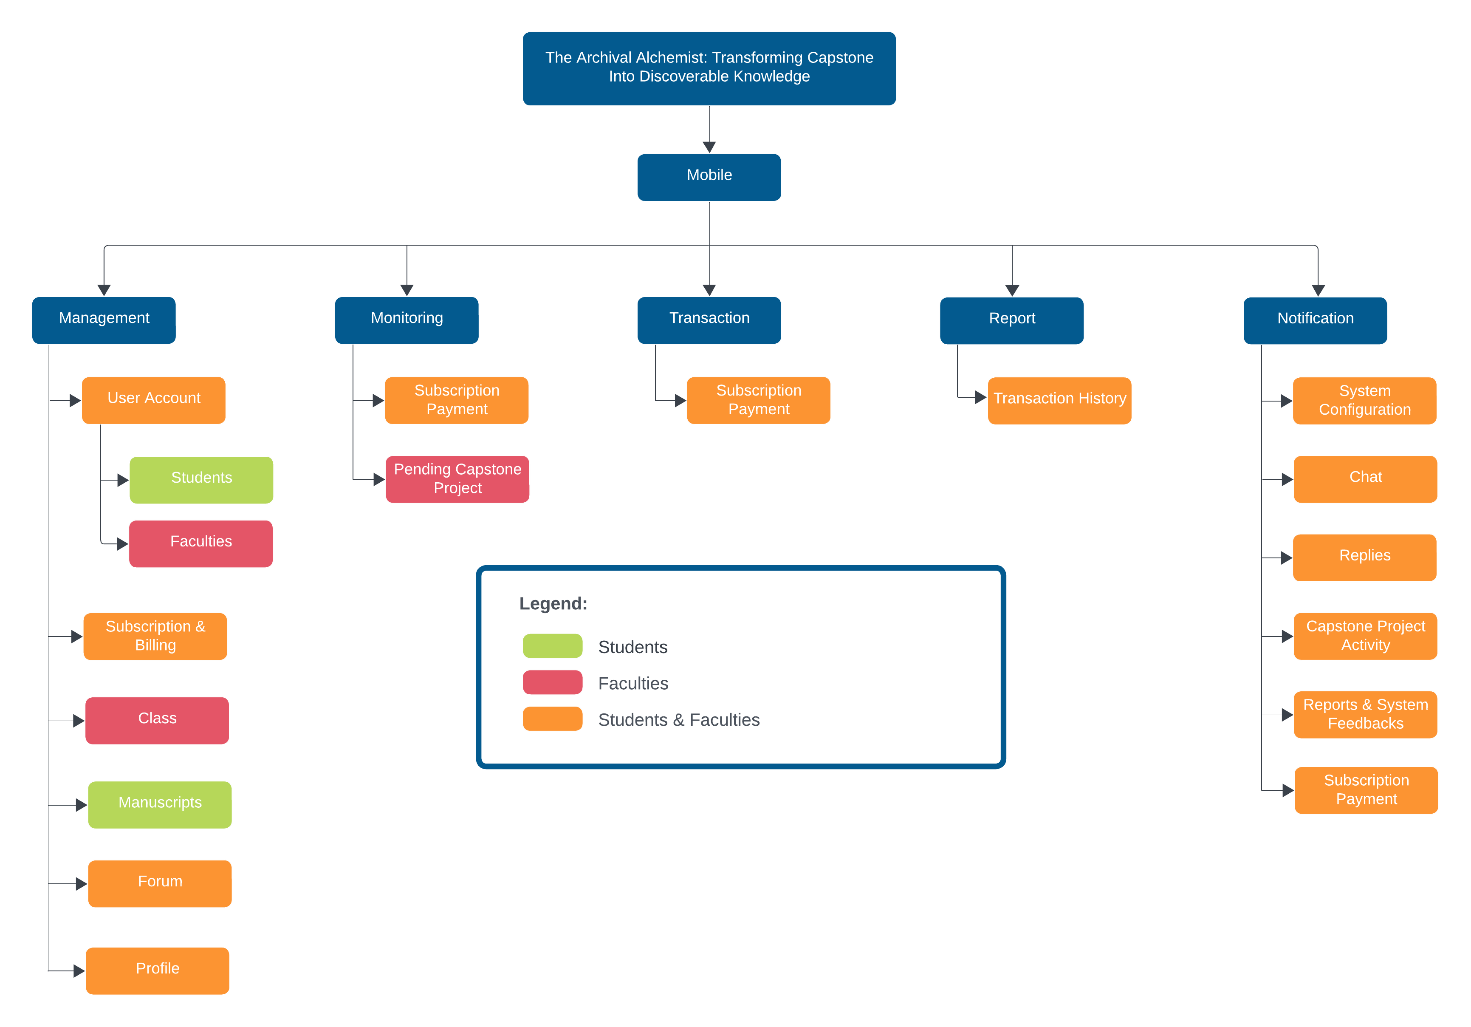 The Archival Alchemist: Transforming Capstone
Into Discoverable Knowledge
Mobile
Management
Monitoring
Transaction
Report
Notification
User Account
Students
Faculties
Subscription &
Billing
Class
Manuscripts
Forum
Profile
Subscription
Payment
Pending Capstone
Project
Subscription
Payment
Transaction History
System
Configuration
Chat
Replies
Capstone Project
Activity
Reports & System
Feedbacks
Subscription
Payment
Legend:
Students
Faculties
Students & Faculties